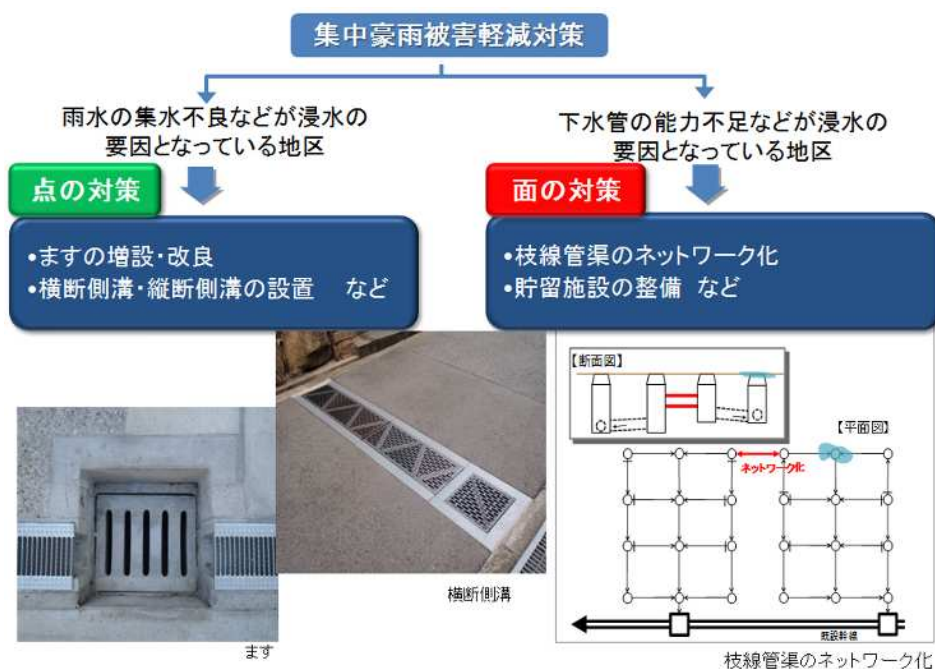 集中豪雨被害軽減対策
雨水の集水不良などが浸水の
要因となっている地区
下水管の能力不足などが浸水の
要因となっている地区
点の対策
•ますの増設・改良
•横断側溝・縦断側溝の設置　など
面の対策
•枝線管渠のネットワーク化
•貯留施設の整備 など
ます
横断側溝
【断面図】
【平面図】
ネットワーク化
既設幹線
枝線管渠のネットワーク化